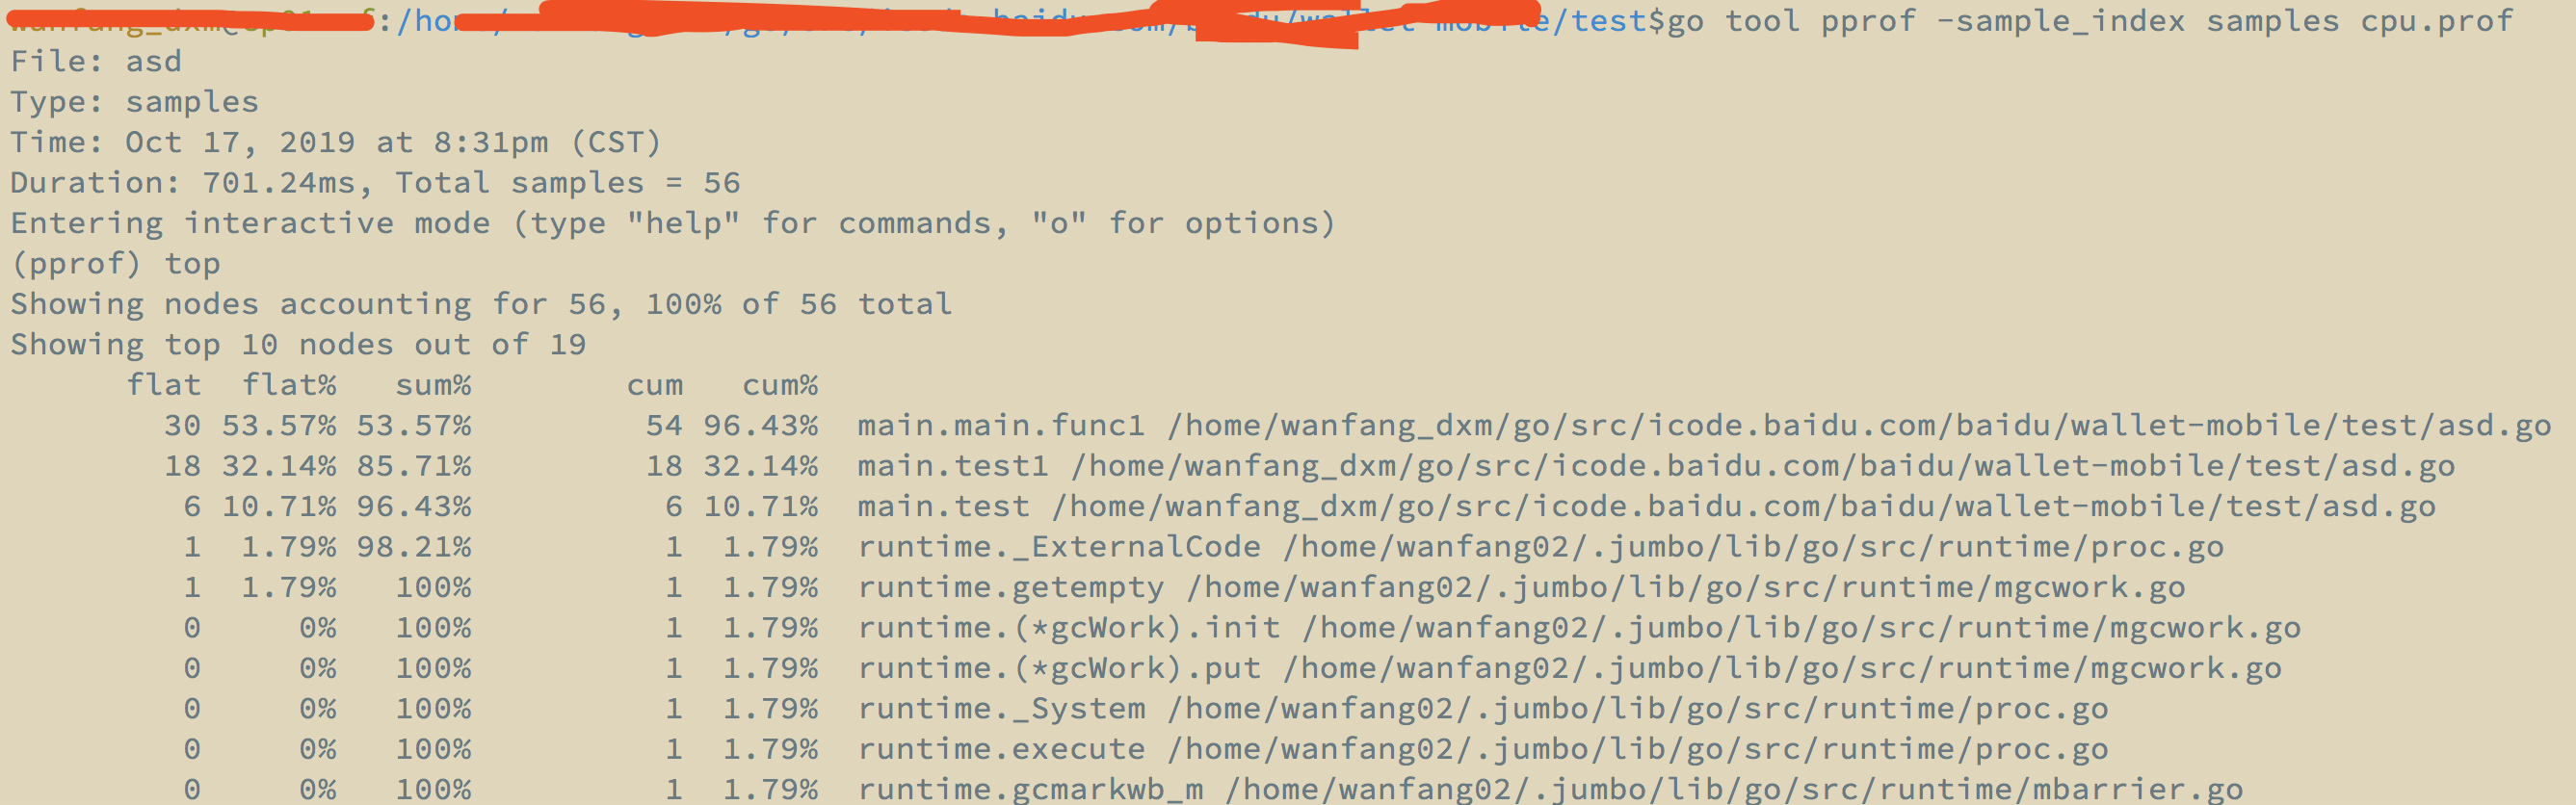 :/home/ /test$go tool pprof -sample_index samples cpu.prof
File: asd
Type: samples
Time: Oct 17, 2019 at 8:31pm (CST)
Duration: 701.24ms, Total samples = 56
Entering interactive mode (type "help" for commands, "o" for options)
(pprof) top
Showing nodes accounting for 56, 100% of 56 total
Showing top 10 nodes out of 19
flat flat% sum% cum cum%
30 53.57% 53.57% 54 96.43% main.main.func1 /home/wanfang_dxm/go/src/icode.baidu.com/baidu/wallet-mobile/test/asd.go
18 32.14% 85.71% 18 32.14% main.test1 /home/wanfang_dxm/go/src/icode.baidu.com/baidu/wallet-mobile/test/asd.go
6 10.71% 96.43% 6 10.71% main.test /home/wanfang_dxm/go/src/icode.baidu.com/baidu/wallet-mobile/test/asd.go
1 1.79% 98.21% 1 1.79% runtime._ExternalCode /home/wanfang02/.jumbo/lib/go/src/runtime/proc.go
1 1.79% 100% 1 1.79% runtime.getempty /home/wanfang02/.jumbo/lib/go/src/runtime/mgcwork.go
0 0% 100% 1 1.79% runtime.(*gcWork).init /home/wanfang02/.jumbo/lib/go/src/runtime/mgcwork.go
0 0% 100% 1 1.79% runtime.(*gcWork).put /home/wanfang02/.jumbo/lib/go/src/runtime/mgcwork.go
0 0% 100% 1 1.79% runtime._System /home/wanfang02/.jumbo/lib/go/src/runtime/proc.go
0 0% 100% 1 1.79% runtime.execute /home/wanfang02/.jumbo/lib/go/src/runtime/proc.go
0 0% 100% 1 1.79% runtime.gcmarkwb_m /home/wanfang02/.jumbo/lib/go/src/runtime/mbarrier.go